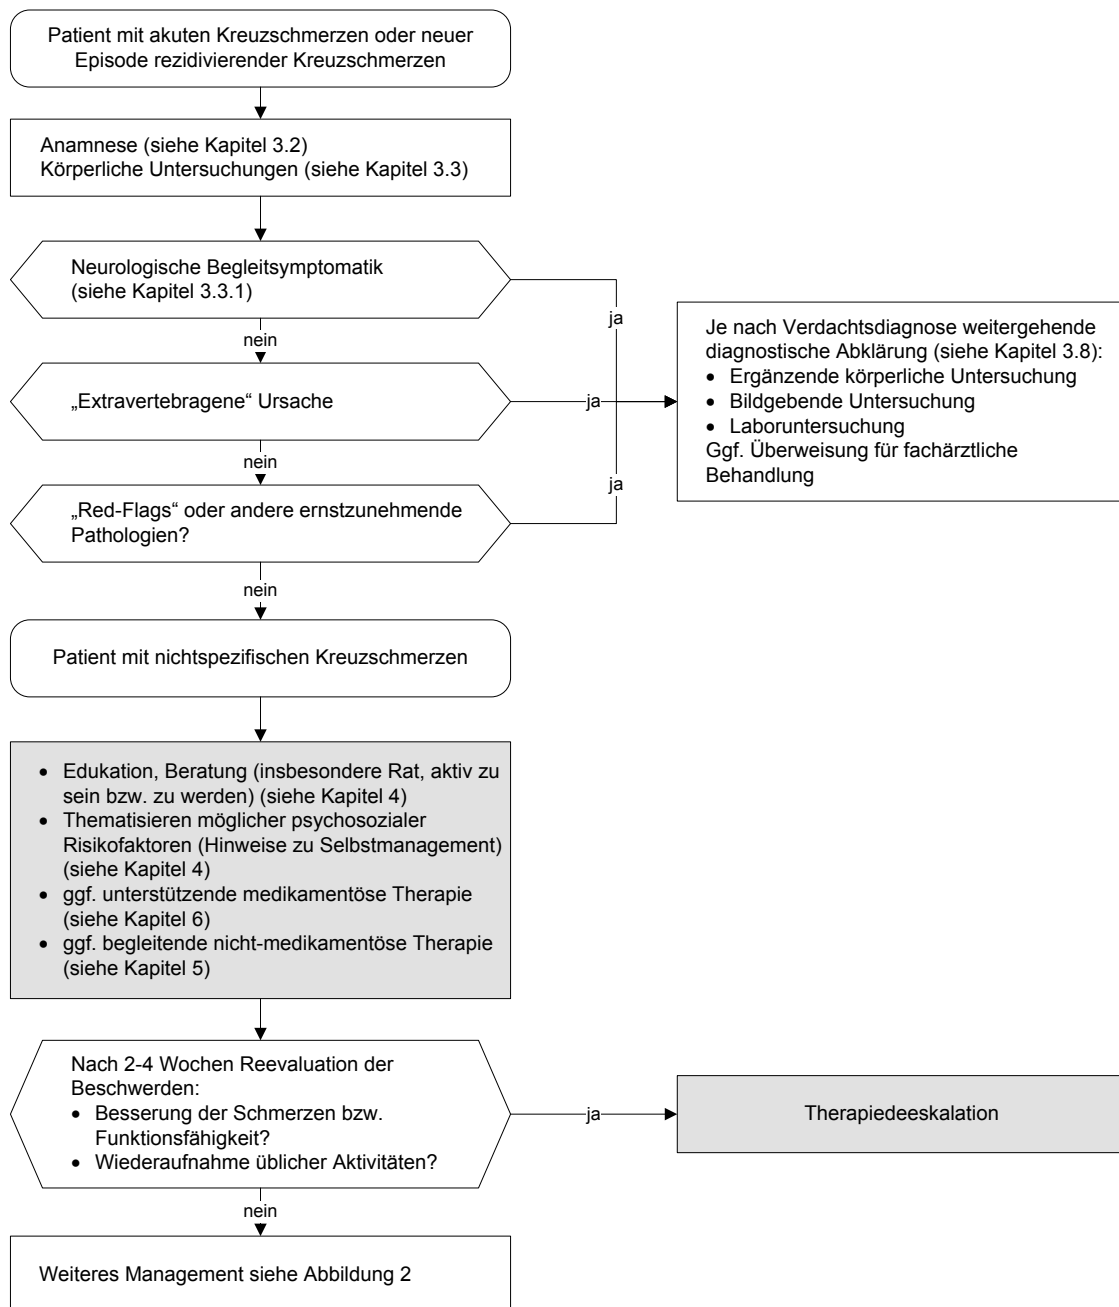 Patient mit akuten Kreuzschmerzen oder neuer
Episode rezidivierender Kreuzschmerzen
Anamnese (siehe Kapitel 3.2)
Körperliche Untersuchungen (siehe Kapitel 3.3)
Neurologische Begleitsymptomatik
(siehe Kapitel 3.3.1)
ja
nein
„Extravertebragene“ Ursache
ja
nein
„Red-Flags“ oder andere ernstzunehmende
Pathologien?
ja
nein
Je nach Verdachtsdiagnose weitergehende
diagnostische Abklärung (siehe Kapitel 3.8):
• Ergänzende körperliche Untersuchung
• Bildgebende Untersuchung
• Laboruntersuchung
Ggf. Überweisung für fachärztliche
Behandlung
Patient mit nichtspezifischen Kreuzschmerzen
• Edukation, Beratung (insbesondere Rat, aktiv zu
sein bzw. zu werden) (siehe Kapitel 4)
• Thematisieren möglicher psychosozialer
Risikofaktoren (Hinweise zu Selbstmanagement)
(siehe Kapitel 4)
• ggf. unterstützende medikamentöse Therapie
(siehe Kapitel 6)
• ggf. begleitende nicht-medikamentöse Therapie
(siehe Kapitel 5)
Nach 2-4 Wochen Reevaluation der
Beschwerden:
• Besserung der Schmerzen bzw.
Funktionsfähigkeit?
• Wiederaufnahme üblicher Aktivitäten?
ja
Therapiedeeskalation
nein
Weiteres Management siehe Abbildung 2